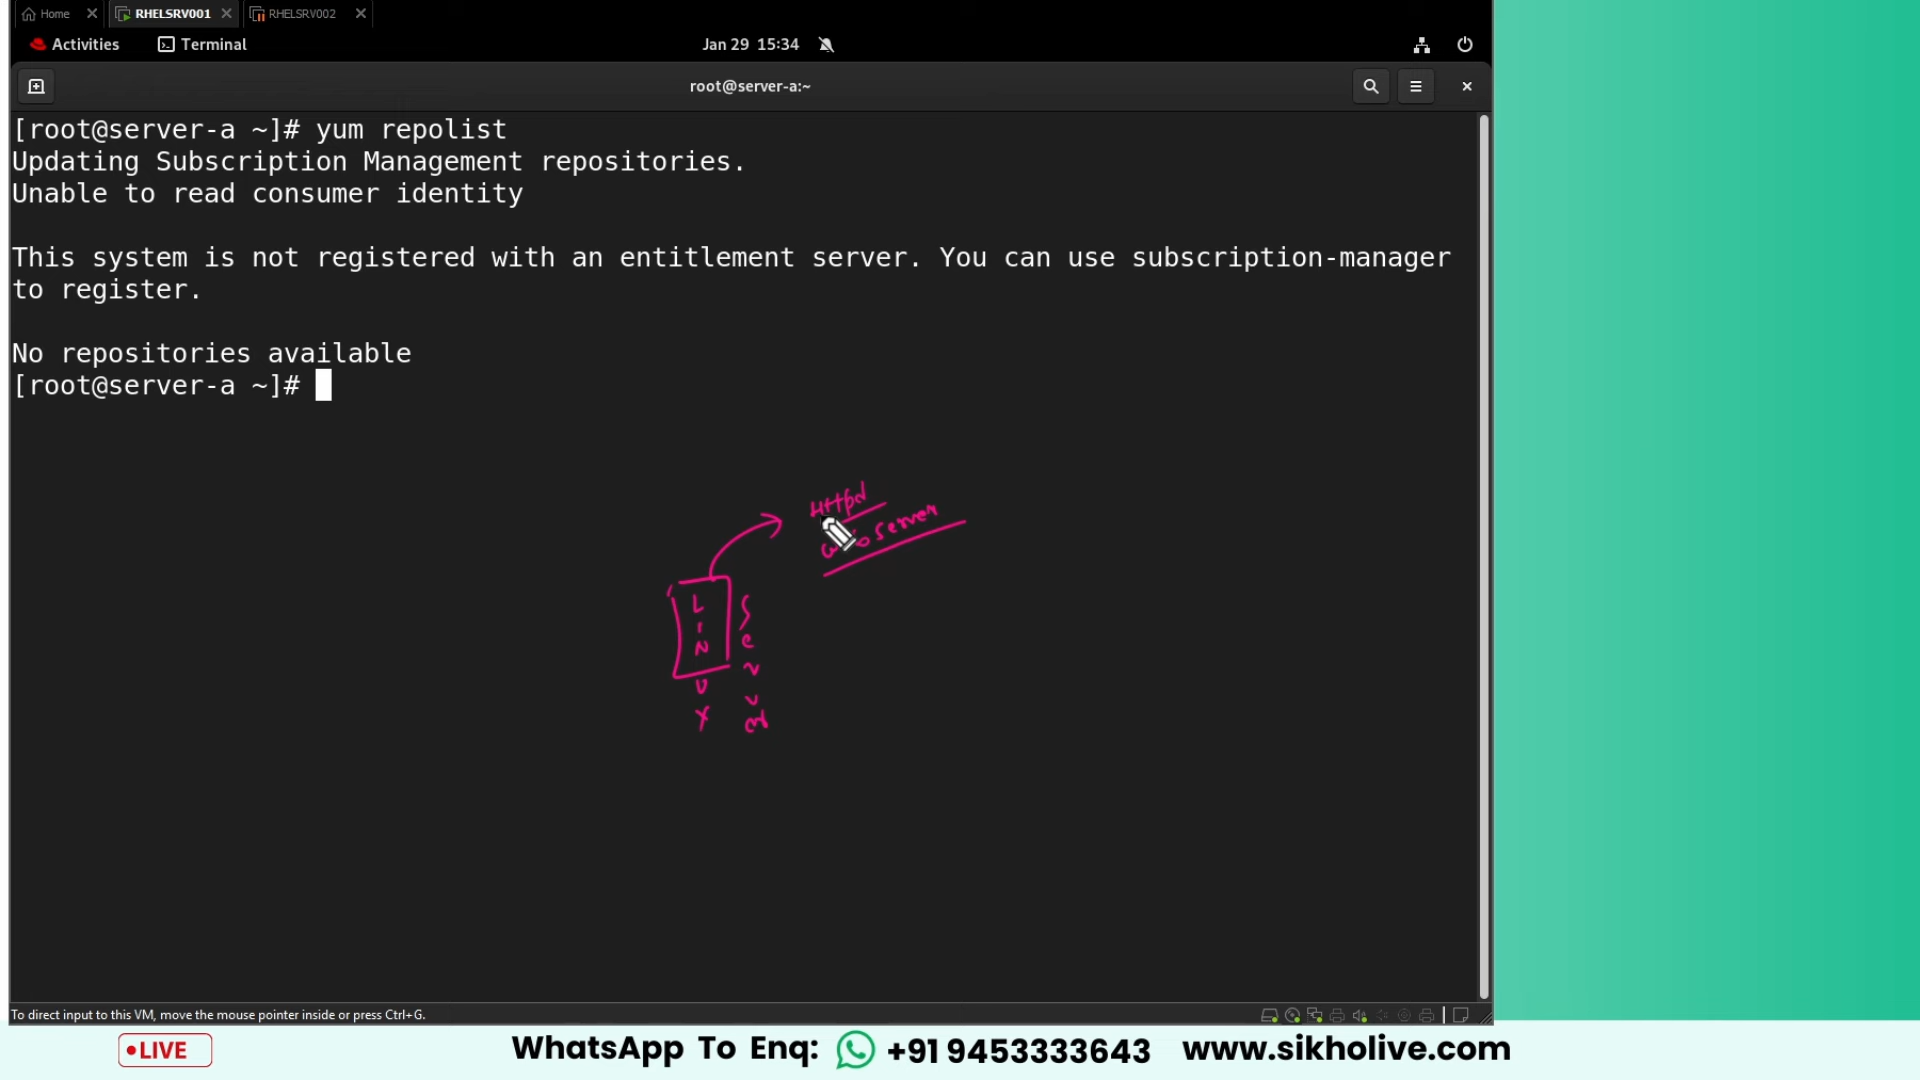 Home RHELSRV001 RHELSRV002
Activities Terminal Jan 29 15:34
root@server-a:~
[root@server-a ~]# yum repolist
Updating Subscription Management repositories.
Unable to read consumer identity
This system is not registered with an entitlement server. You can use subscription-manager
to register.
No repositories available
[root@server-a ~]#
Httpd
Server
LINUX
To direct input to this VM, move the mouse pointer inside or press Ctrl+G.
LIVE WhatsApp To Enq: +91 9453333643 www.sikholive.com